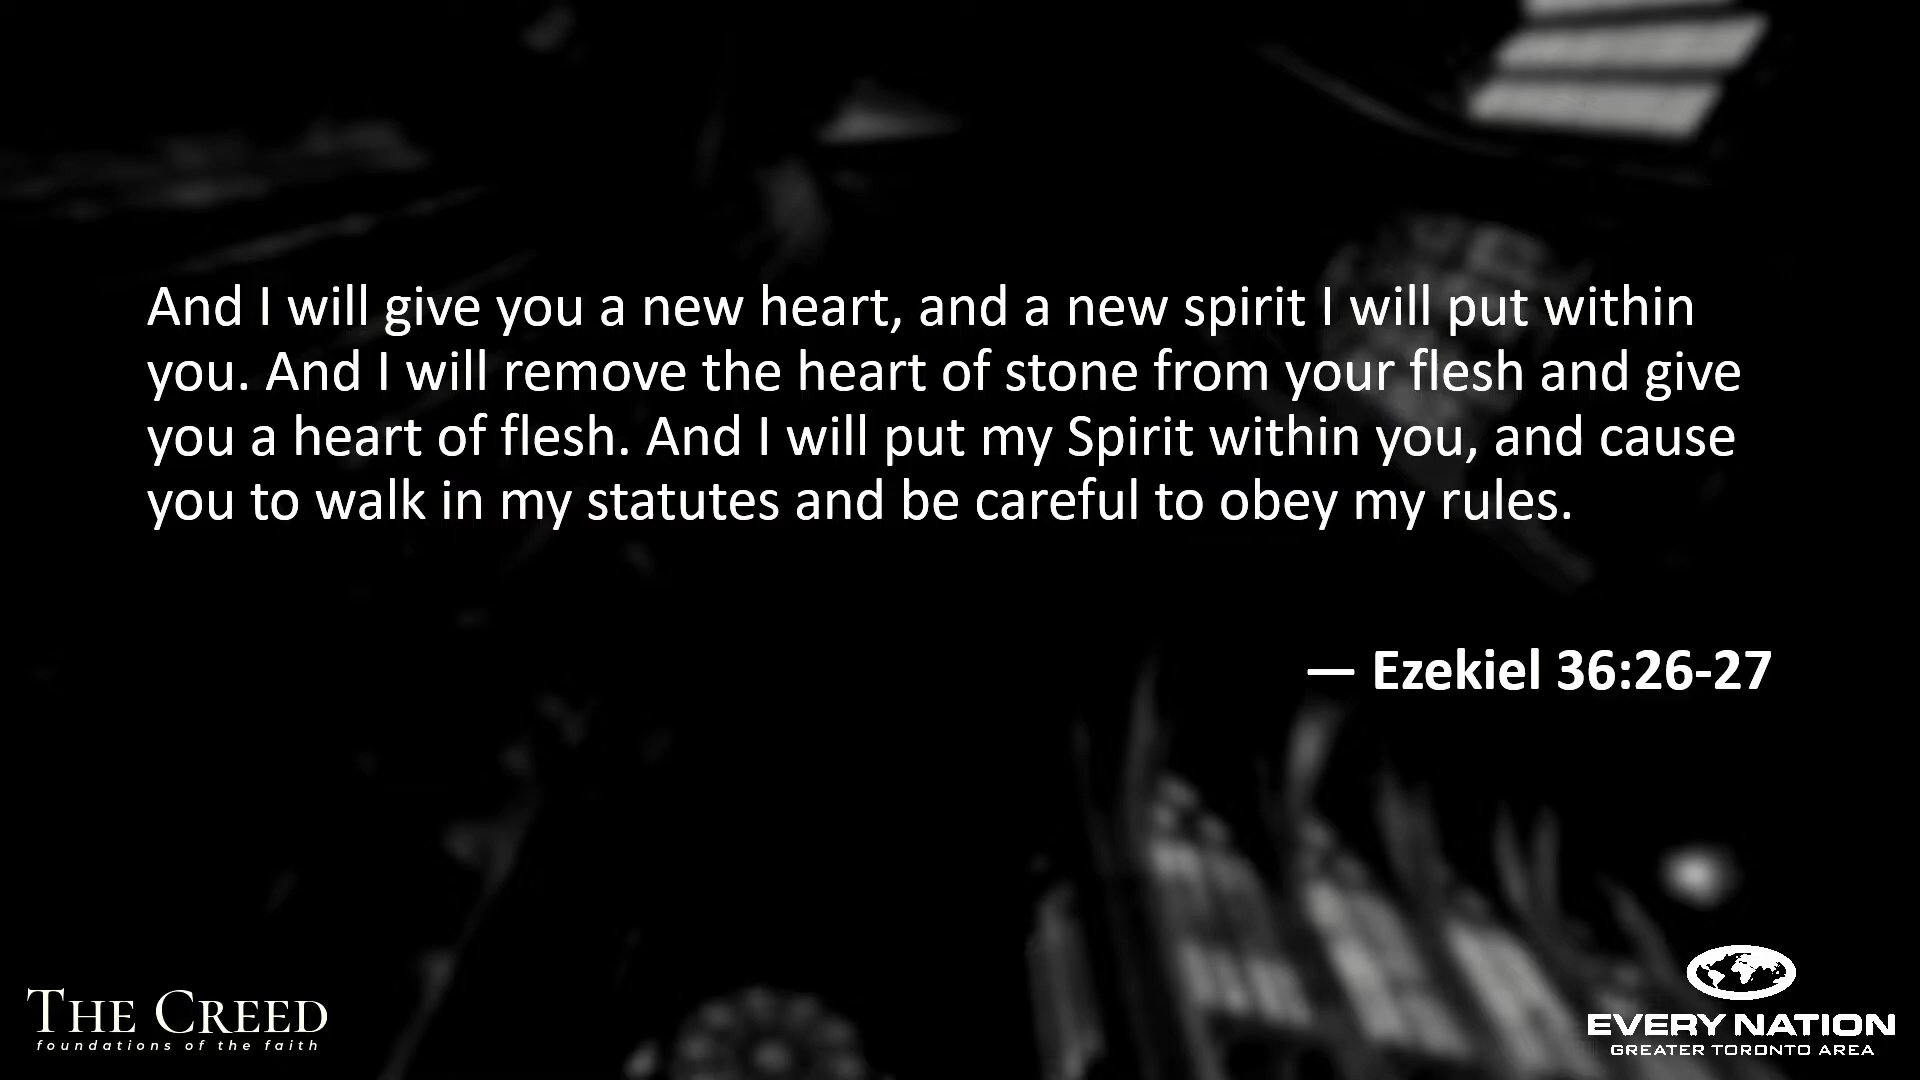 And I will give you a new heart, and a new spirit I will put within
you. And I will remove the heart of stone from your flesh and give
you a heart of flesh. And I will put my Spirit within you, and cause
you to walk in my statutes and be careful to obey my rules.
— Ezekiel 36:26-27
THE CREED
foundations of the faith
EVERY NATION
GREATER TORONTO AREA